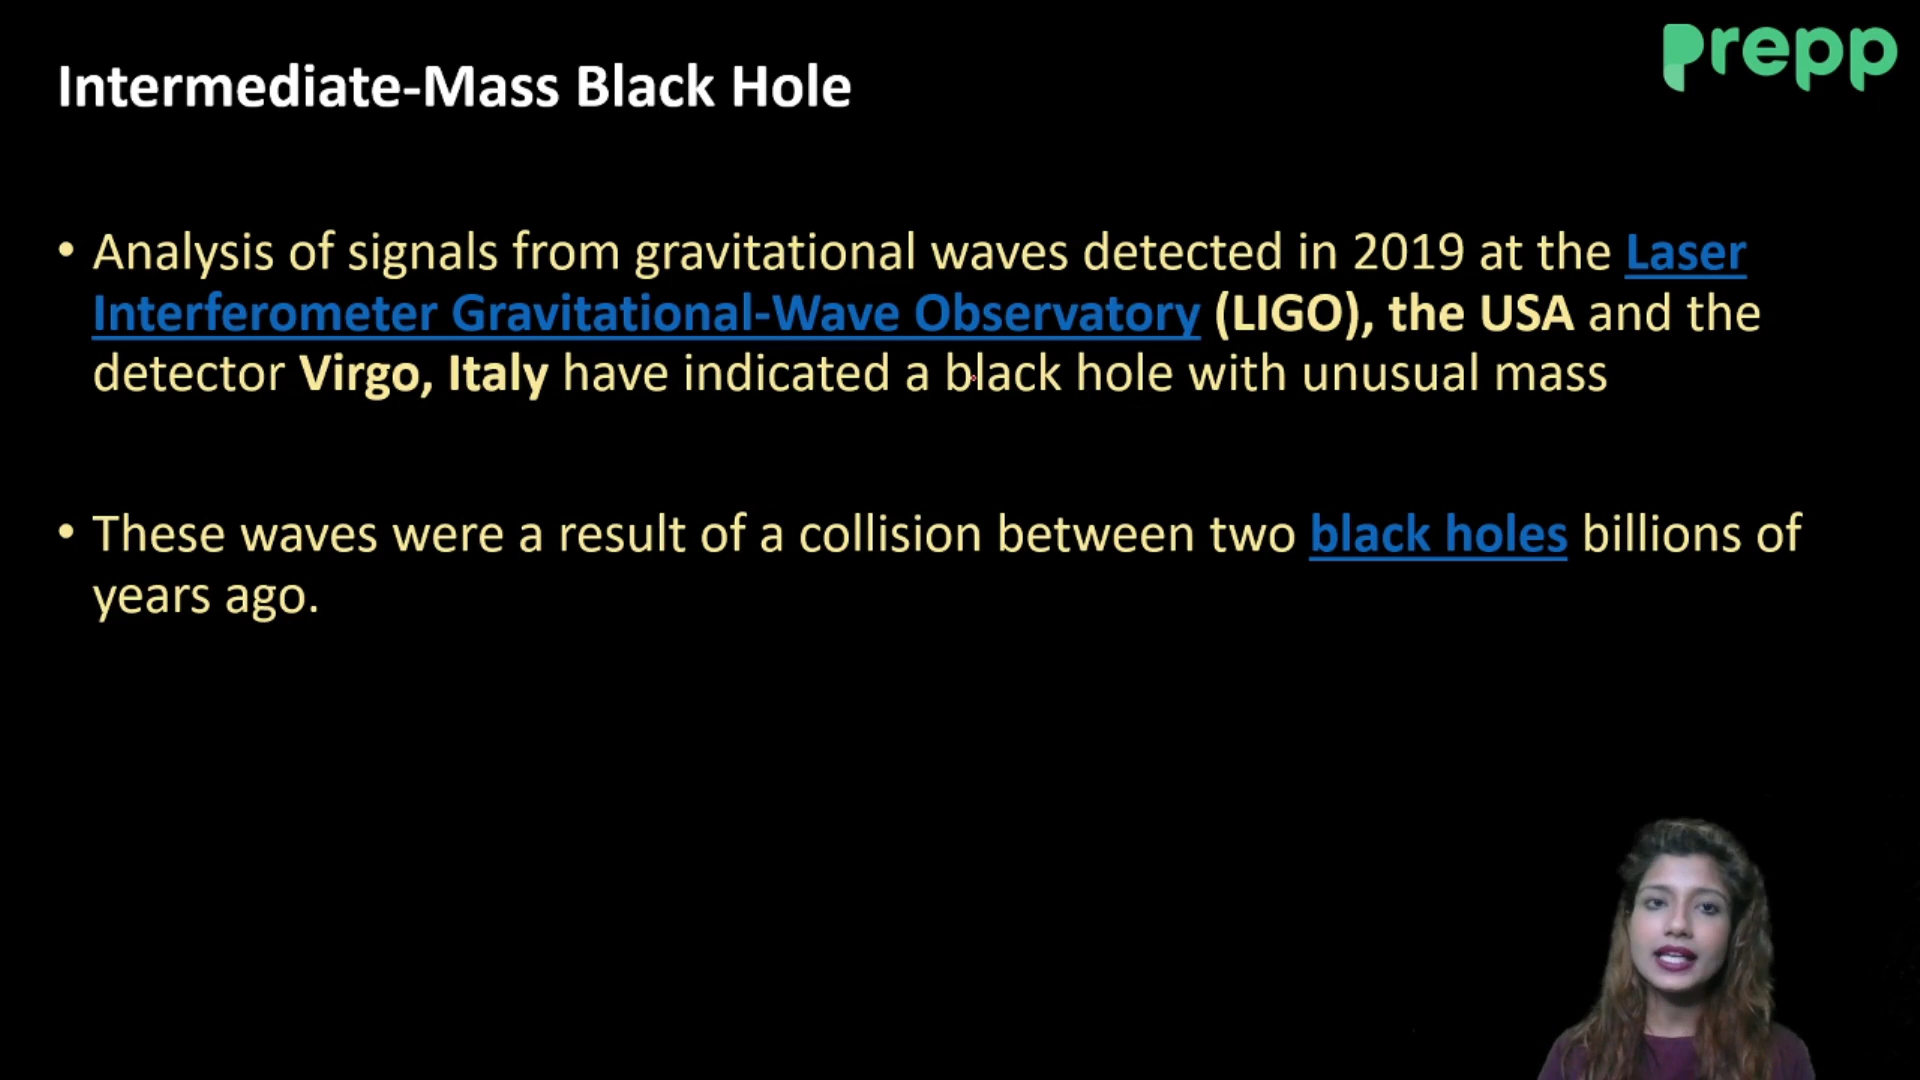 prepp
Intermediate-Mass Black Hole
• Analysis of signals from gravitational waves detected in 2019 at the Laser
Interferometer Gravitational-Wave Observatory (LIGO), the USA and the
detector Virgo, Italy have indicated a black hole with unusual mass
• These waves were a result of a collision between two black holes billions of
years ago.